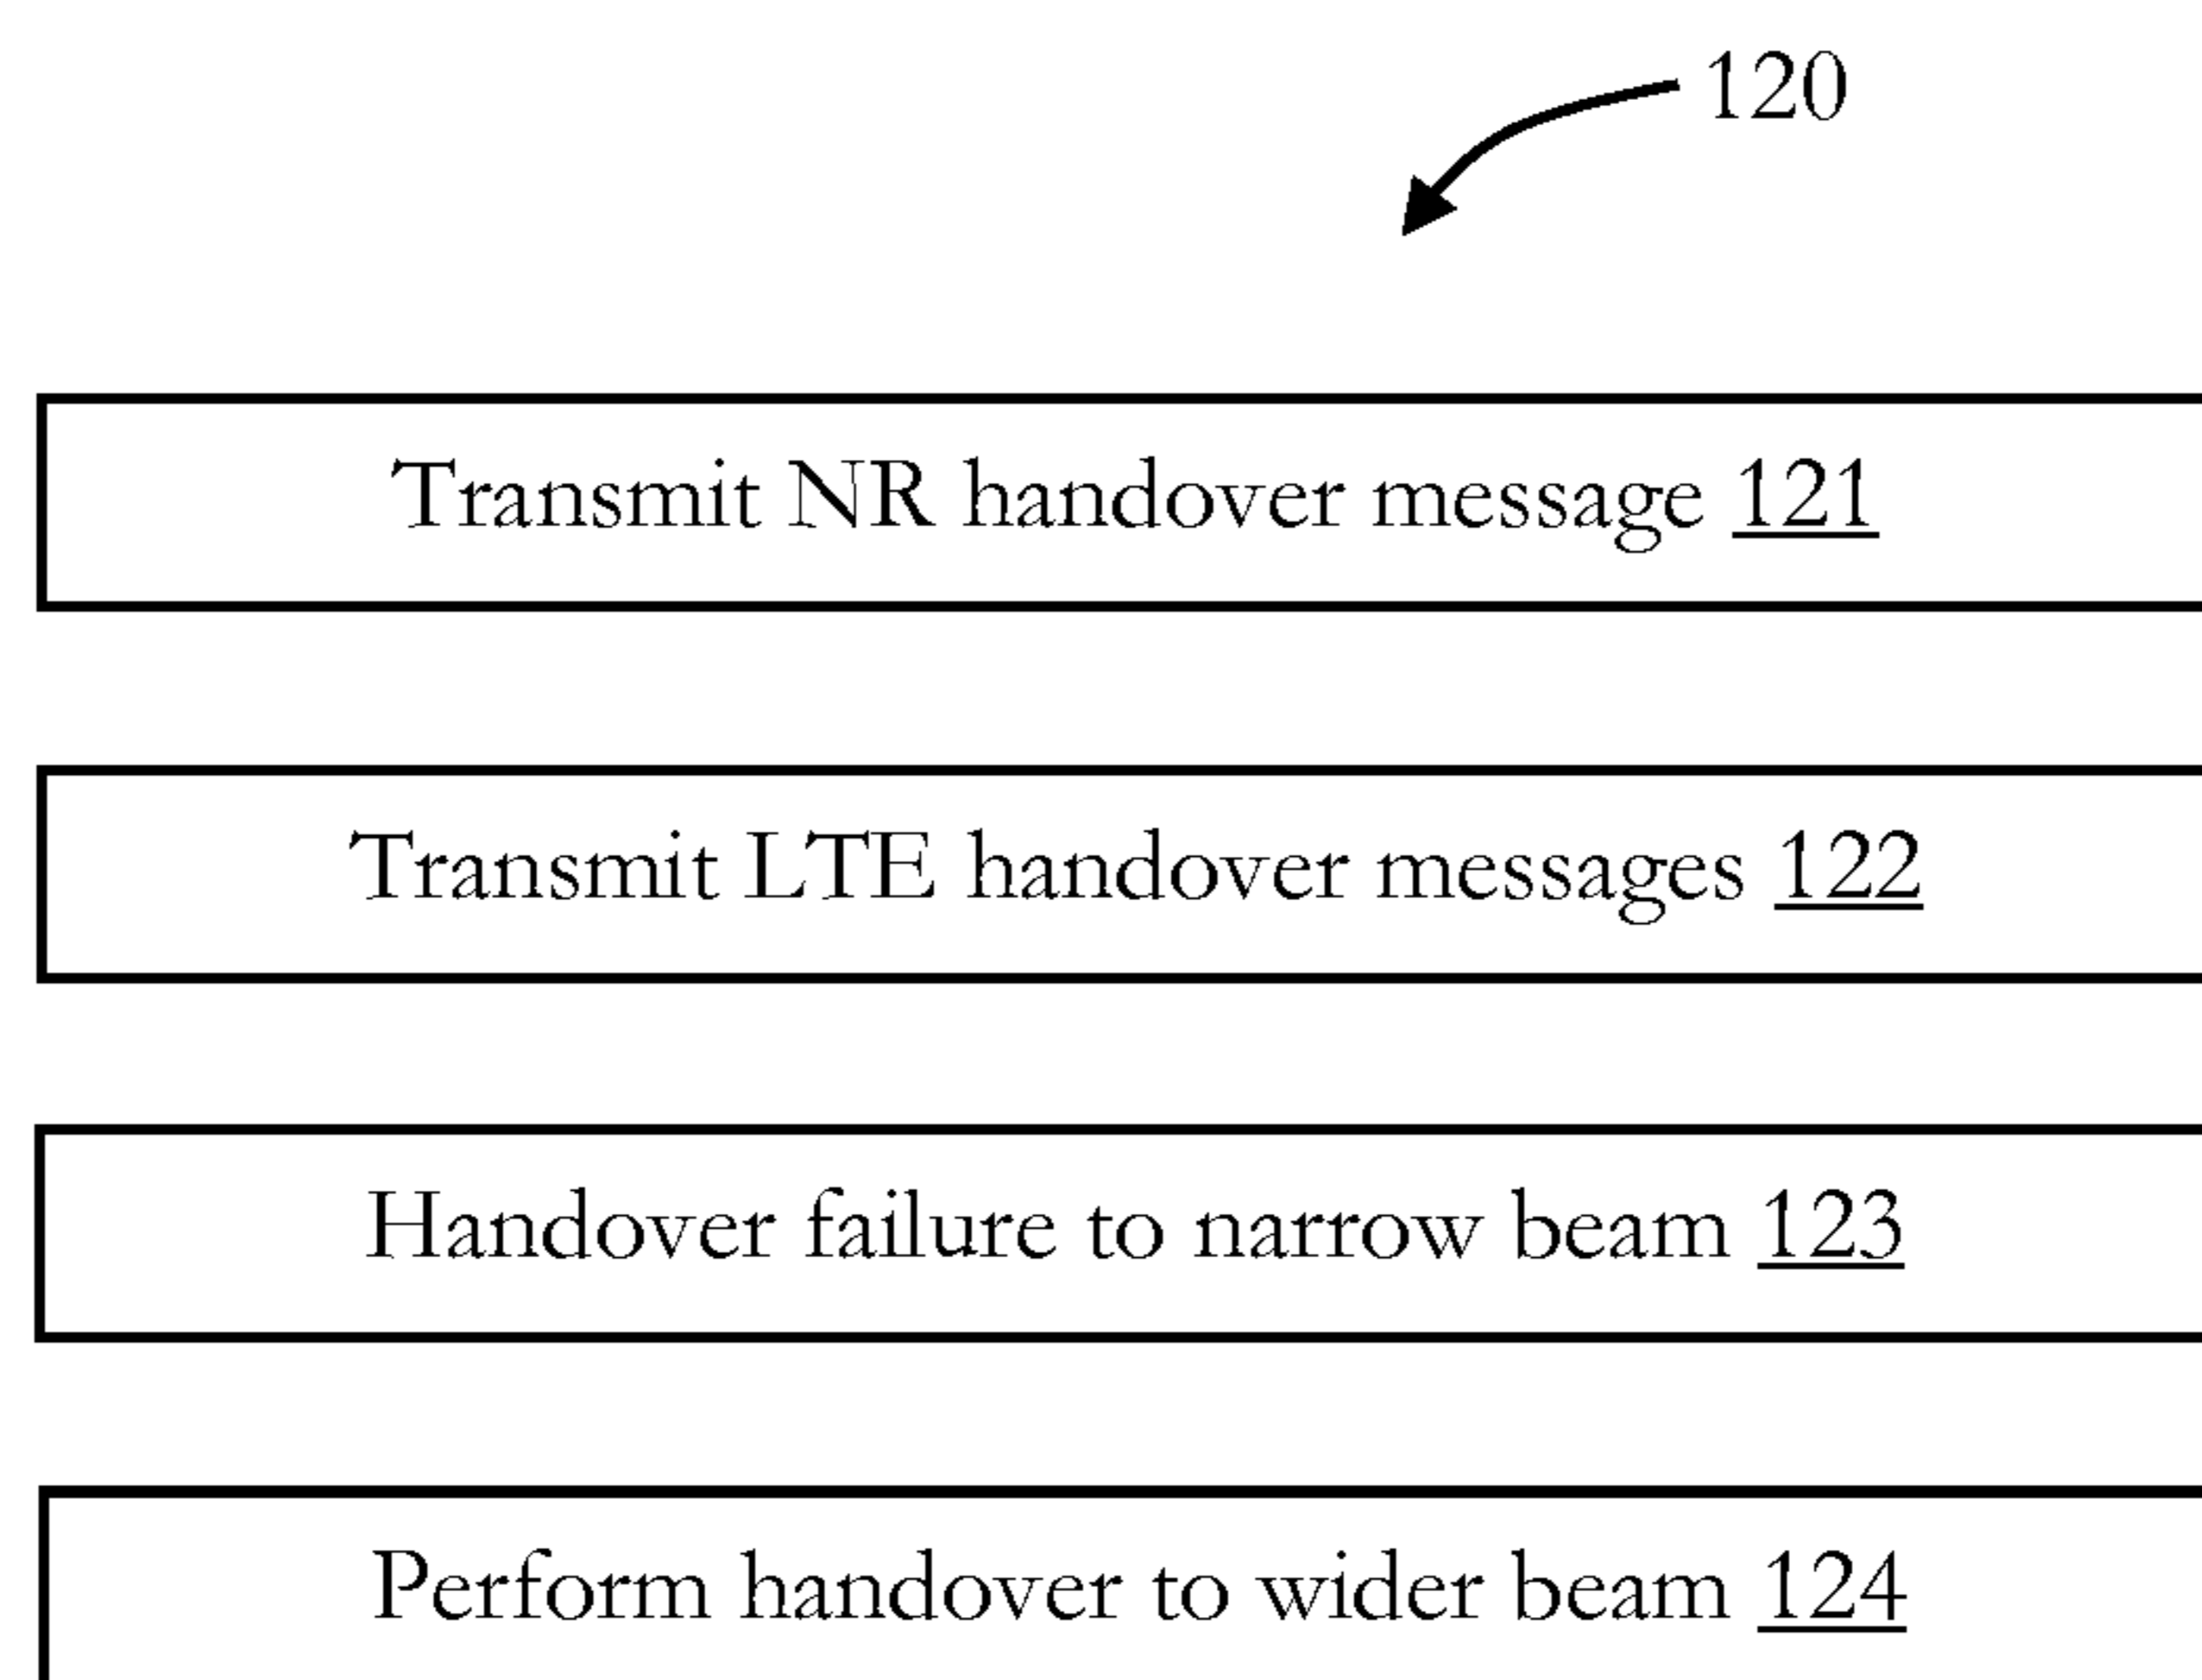 120
Transmit NR handover message 121
Transmit LTE handover messages 122
Handover failure to narrow beam 123
Perform handover to wider beam 124